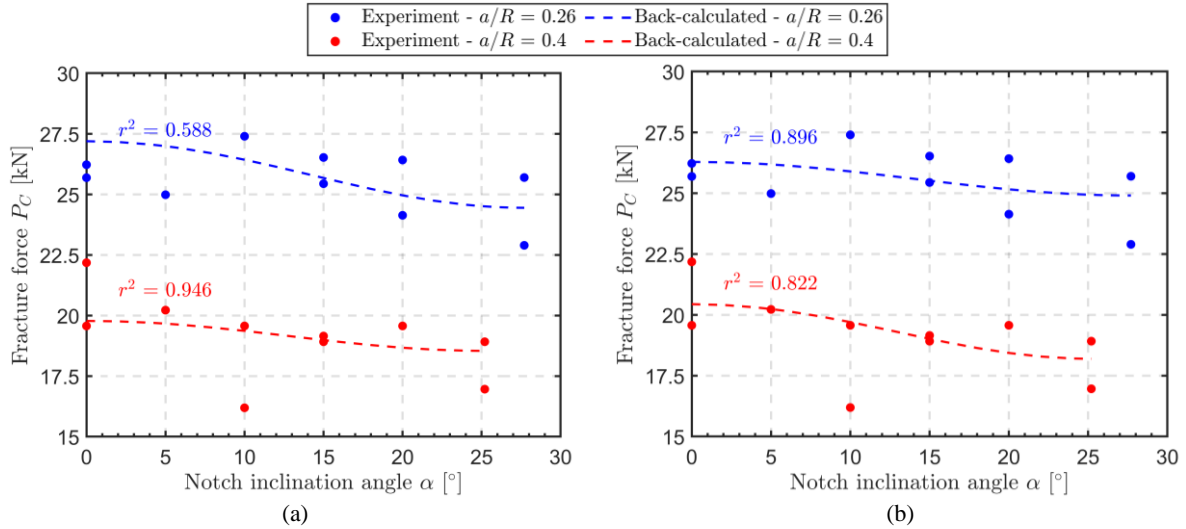 Experiment - a/R = 0.26 Back-calculated - a/R = 0.26
Experiment - a/R = 0.4 Back-calculated - a/R = 0.4
30
27.5
25
22.5
20
17.5
15
Fracture force P_C [kN]
r² = 0.588
r² = 0.946
0 5 10 15 20 25 30
Notch inclination angle α [°]
(a)
30
27.5
25
22.5
20
17.5
15
Fracture force P_C [kN]
r² = 0.896
r² = 0.822
0 5 10 15 20 25 30
Notch inclination angle α [°]
(b)